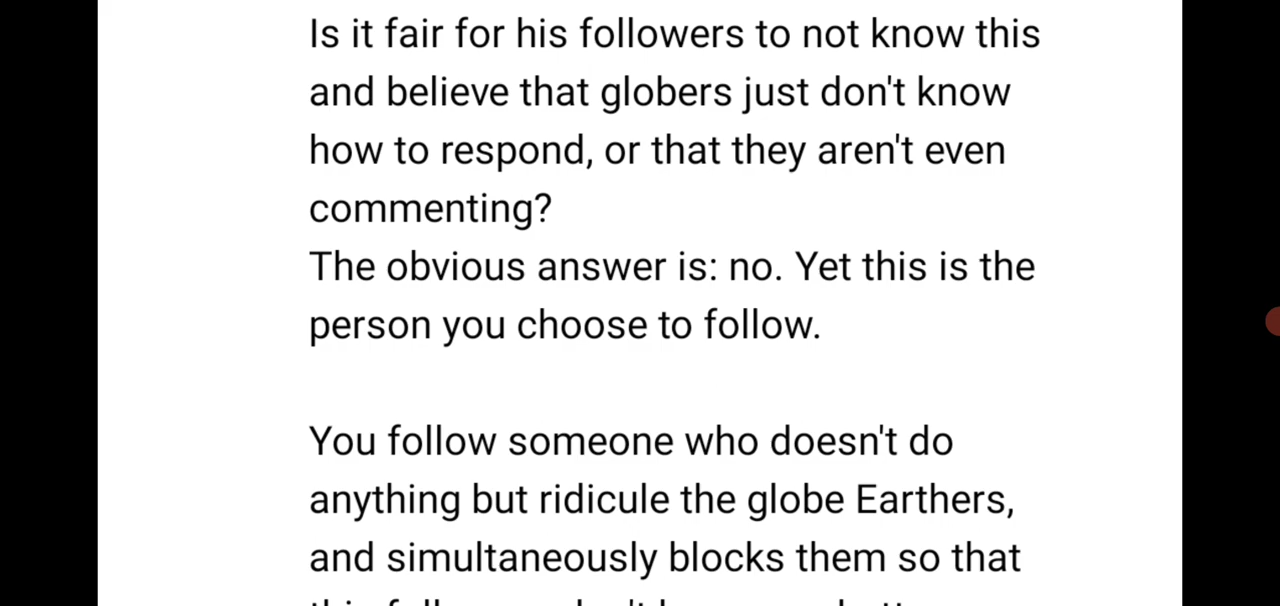 Is it fair for his followers to not know this
and believe that globers just don't know
how to respond, or that they aren't even
commenting?
The obvious answer is: no. Yet this is the
person you choose to follow.
You follow someone who doesn't do
anything but ridicule the globe Earthers,
and simultaneously blocks them so that